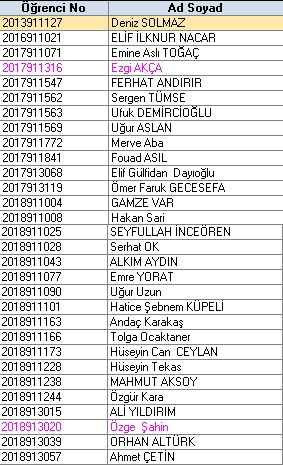 Öğrenci No Ad Soyad
2013911127 Deniz SOLMAZ
2016911021 ELİF İLKNUR NACAR
2017911071 Emine Aslı TOĞAÇ
2017911316 Ezgi AKÇA
2017911547 FERHAT ANDIRIR
2017911562 Sergen TÜMSE
2017911563 Ufuk DEMİRCİOĞLU
2017911569 Uğur ASLAN
2017911772 Merve Aba
2017911841 Fouad ASIL
2017913068 Elif Gülfidan Dayıoğlu
2017913119 Ömer Faruk GECESEFA
2018911004 GAMZE VAR
2018911008 Hakan Sari
2018911025 SEYFULLAH İNCEÖREN
2018911028 Serhat OK
2018911043 ALKIM AYDIN
2018911077 Emre YORAT
2018911090 Uğur Uzun
2018911101 Hatice Şebnem KÜPELİ
2018911163 Andaç Karakaş
2018911166 Tolga Ocaktaner
2018911173 Hüseyin Can CEYLAN
2018911228 Hüseyin Tekas
2018911238 MAHMUT AKSOY
2018911244 Özgür Kara
2018913015 ALİ YILDIRIM
2018913020 Özge Şahin
2018913039 ORHAN ALTÜRK
2018913057 Ahmet ÇETİN